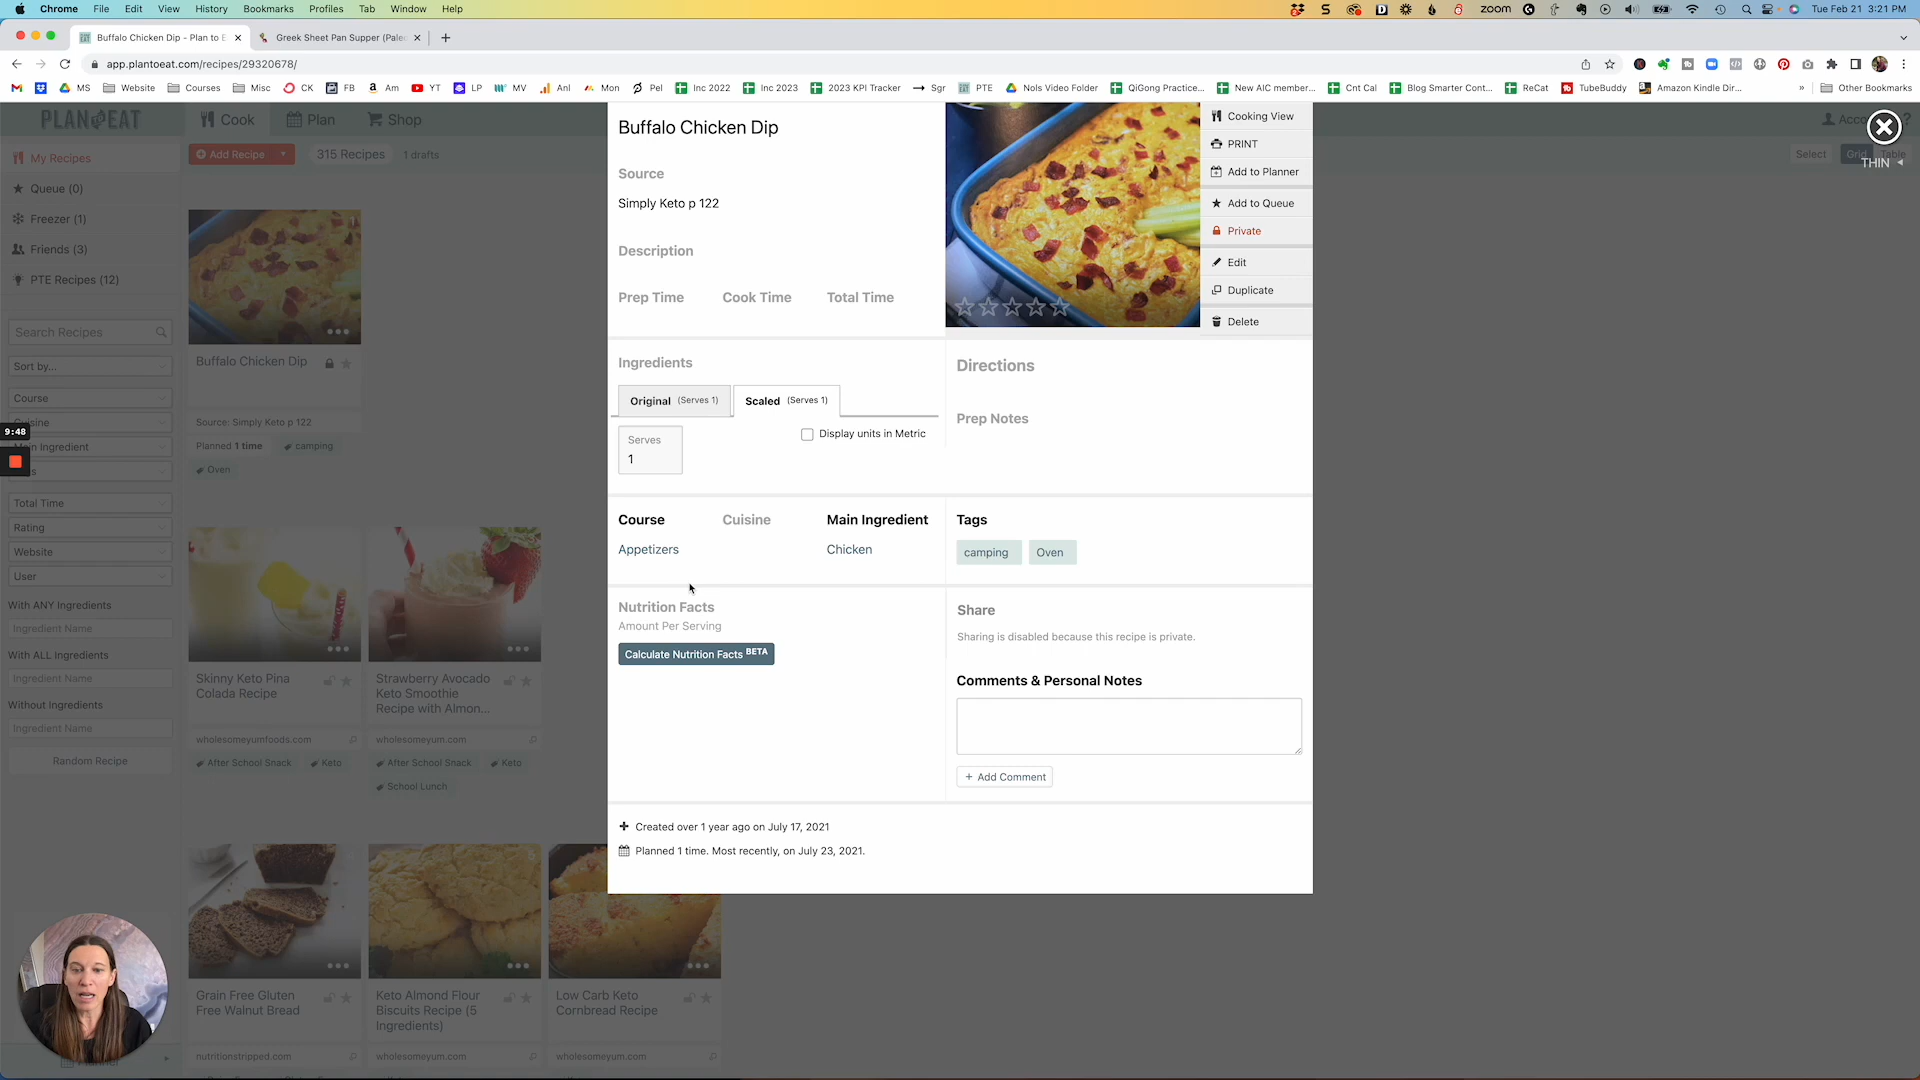 Chrome File Edit View History Bookmarks Profiles Tab Window Help
zoom Tue Feb 21 3:21 PM
Buffalo Chicken Dip - Plan to E
Greek Sheet Pan Supper (Pale
app.plantoeat.com/recipes/29320678/
MS Website Courses Misc CK FB Am YT LP MV Anl Mon Pel Inc 2022 Inc 2023 2023 KPI Tracker Sgr PTE Nols Video Folder QiGong Practice... New AIC member... Cnt Cal Blog Smarter Cont... ReCat TubeBuddy Amazon Kindle Dir... » Other Bookmarks
PLAN TO EAT Cook Plan Shop
Add Recipe 315 Recipes 1 drafts Select Grid Table
THIN
My Recipes
Queue (0)
Freezer (1)
Friends (3)
PTE Recipes (12)
Search Recipes
Sort by...
Course
9:48
Total Time
Rating
Website
User
With ANY Ingredients
Ingredient Name
With ALL Ingredients
Ingredient Name
Without Ingredients
Ingredient Name
Random Recipe
Buffalo Chicken Dip
Source: Simply Keto p 122
Planned 1 time camping
Oven
Skinny Keto Pina
Colada Recipe
wholesomeyumfoods.com
After School Snack Keto
Strawberry Avocado
Keto Smoothie
Recipe with Almon...
wholesomeyum.com
After School Snack Keto
School Lunch
Grain Free Gluten
Free Walnut Bread
nutritionstripped.com
Keto Almond Flour
Biscuits Recipe (5
Ingredients)
wholesomeyum.com
Low Carb Keto
Cornbread Recipe
wholesomeyum.com
Buffalo Chicken Dip
Source
Simply Keto p 122
Description
Prep Time Cook Time Total Time
Cooking View
PRINT
Add to Planner
Add to Queue
Private
Edit
Duplicate
Delete
Ingredients
Original (Serves 1) Scaled (Serves 1)
Serves
1
Display units in Metric
Directions
Prep Notes
Course Cuisine Main Ingredient
Appetizers Chicken
Tags
camping Oven
Nutrition Facts
Amount Per Serving
Calculate Nutrition Facts BETA
Share
Sharing is disabled because this recipe is private.
Comments & Personal Notes
+ Add Comment
Created over 1 year ago on July 17, 2021
Planned 1 time. Most recently, on July 23, 2021.